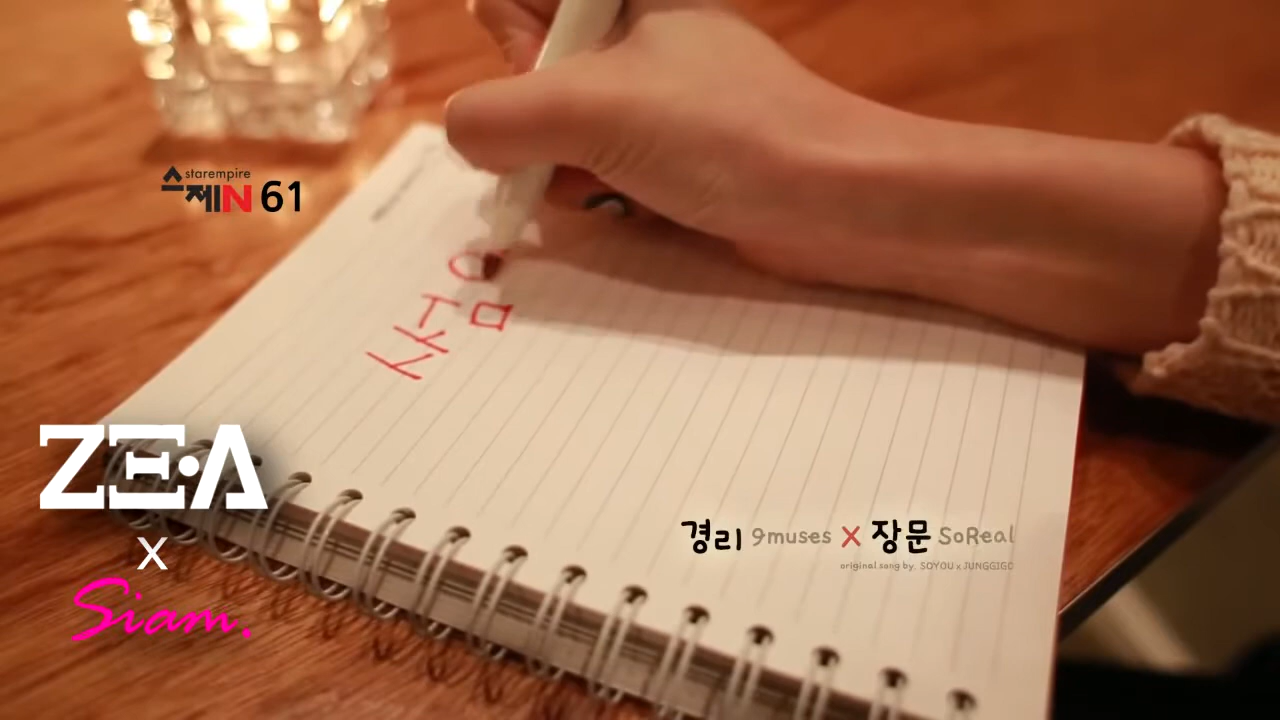 starempire
스제N 61
ZE·A
X
Siam.
경리 9muses X 장문 SoReal
original song by. SOYOU x JUNGGIGO